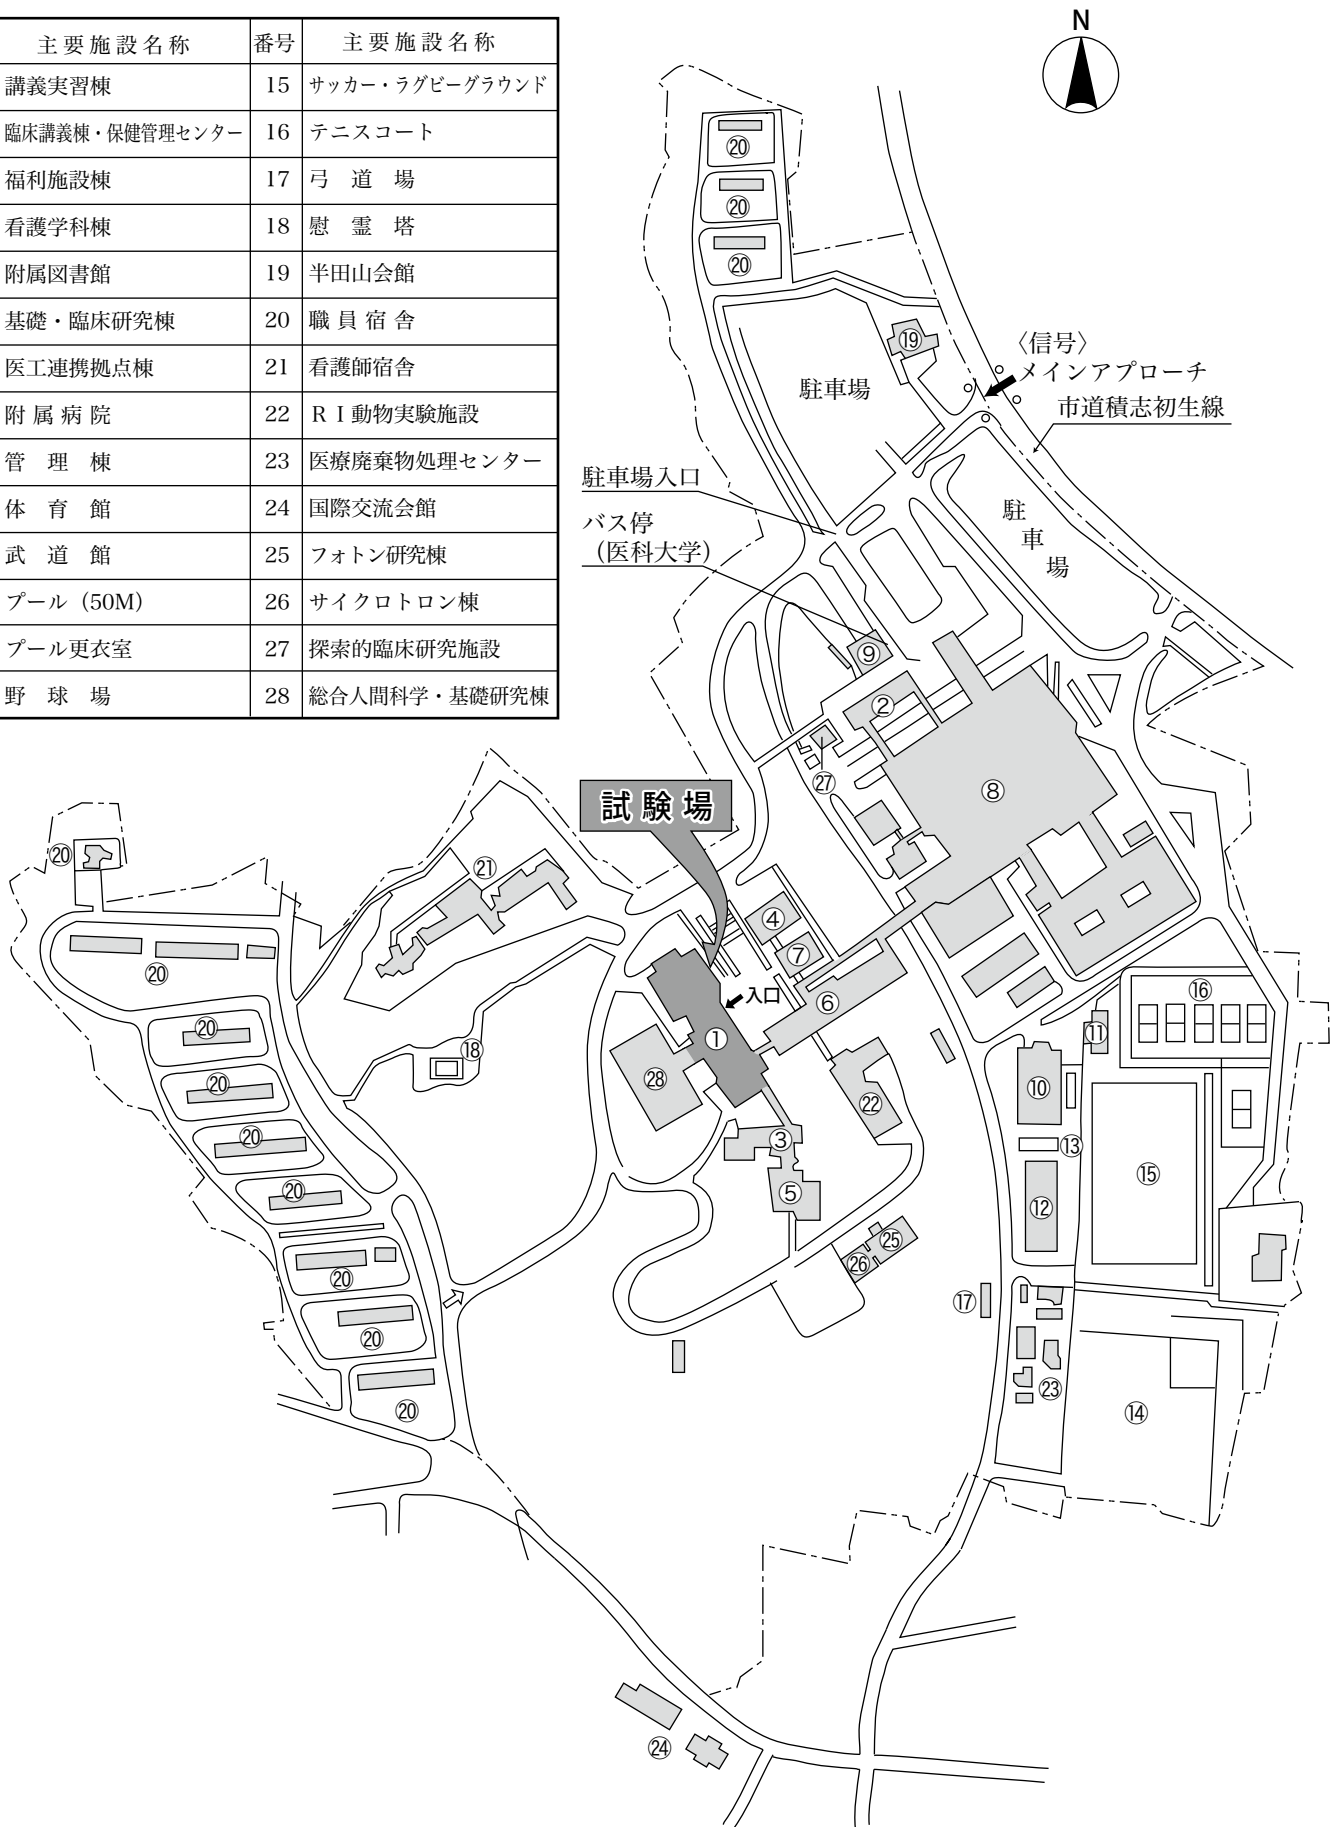 主要施設名称 番号 主要施設名称
講義実習棟 15 サッカー・ラグビーグラウンド
臨床講義棟・保健管理センター 16 テニスコート
福利施設棟 17 弓道場
看護学科棟 18 慰霊塔
附属図書館 19 半田山会館
基礎・臨床研究棟 20 職員宿舎
医工連携拠点棟 21 看護師宿舎
附属病院 22 RI動物実験施設
管理棟 23 医療廃棄物処理センター
体育館 24 国際交流会館
武道館 25 フォトン研究棟
プール（50M） 26 サイクロトロン棟
プール更衣室 27 探索的臨床研究施設
野球場 28 総合人間科学・基礎研究棟
N
⑳
⑳
⑳
⑲
駐車場
〈信号〉
メインアプローチ
市道積志初生線
駐車場入口
バス停
（医科大学）
駐車場
⑨
②
㉗
⑧
試験場
⑳
㉑
④
⑦
⑥
入口
①
⑳
⑯
⑪
⑳
⑱
㉘
㉒
⑩
⑳
⑬
⑳
③
⑮
⑳
⑤
⑫
㉕
㉖
⑳
⑰
⑳
㉓
⑳
⑭
㉔